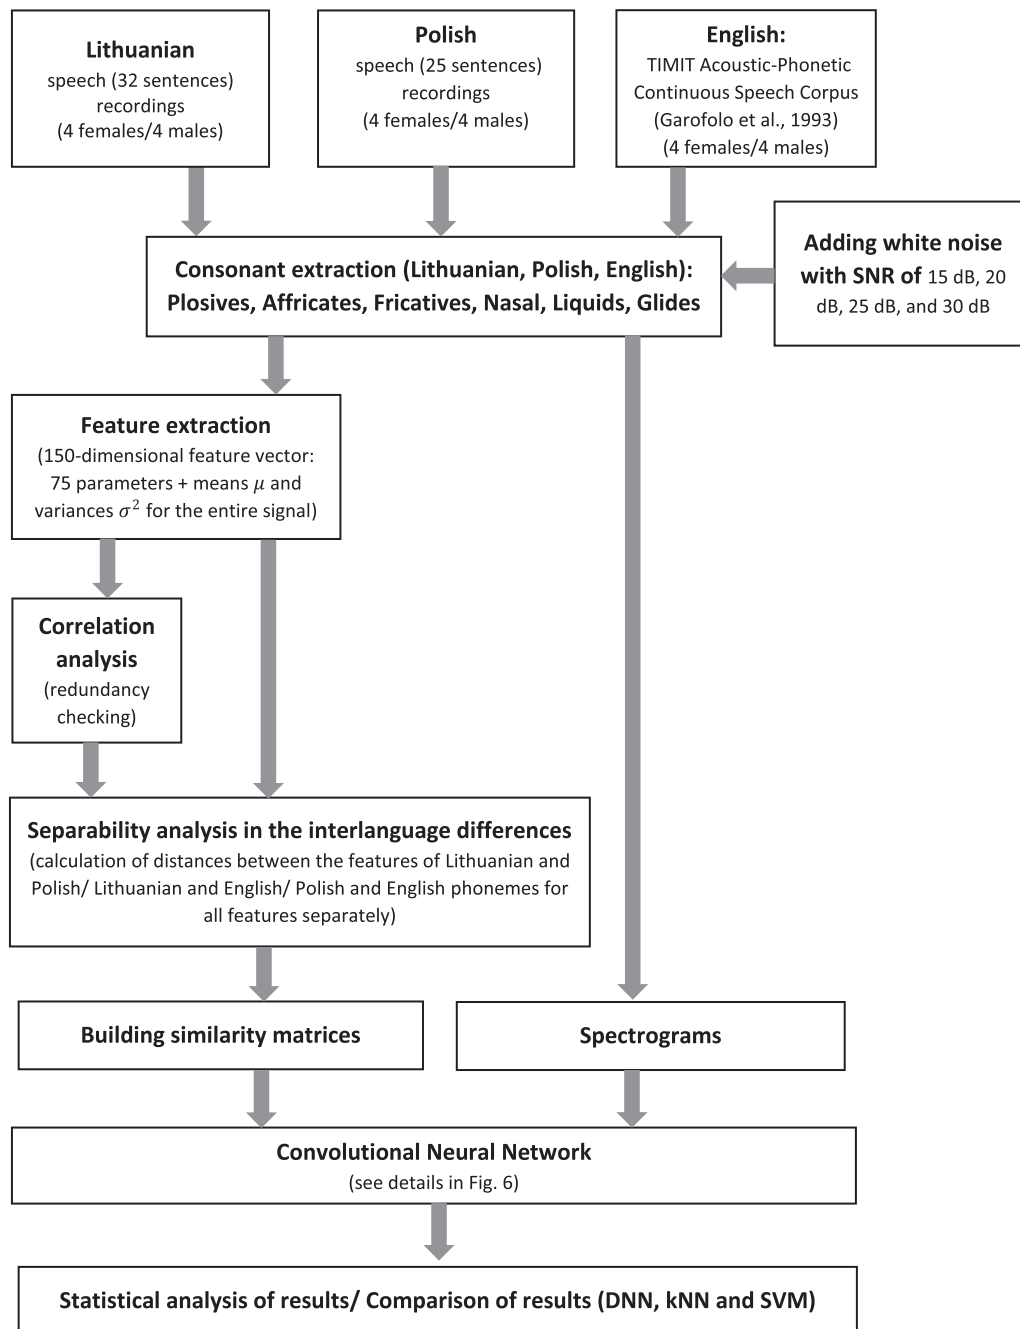 Lithuanian
speech (32 sentences)
recordings
(4 females/4 males)
Polish
speech (25 sentences)
recordings
(4 females/4 males)
English:
TIMIT Acoustic-Phonetic
Continuous Speech Corpus
(Garofolo et al., 1993)
(4 females/4 males)
Adding white noise
with SNR of 15 dB, 20
dB, 25 dB, and 30 dB
Consonant extraction (Lithuanian, Polish, English):
Plosives, Affricates, Fricatives, Nasal, Liquids, Glides
Feature extraction
(150-dimensional feature vector:
75 parameters + means μ and
variances σ² for the entire signal)
Correlation
analysis
(redundancy
checking)
Separability analysis in the interlanguage differences
(calculation of distances between the features of Lithuanian and
Polish/ Lithuanian and English/ Polish and English phonemes for
all features separately)
Building similarity matrices
Spectrograms
Convolutional Neural Network
(see details in Fig. 6)
Statistical analysis of results/ Comparison of results (DNN, kNN and SVM)